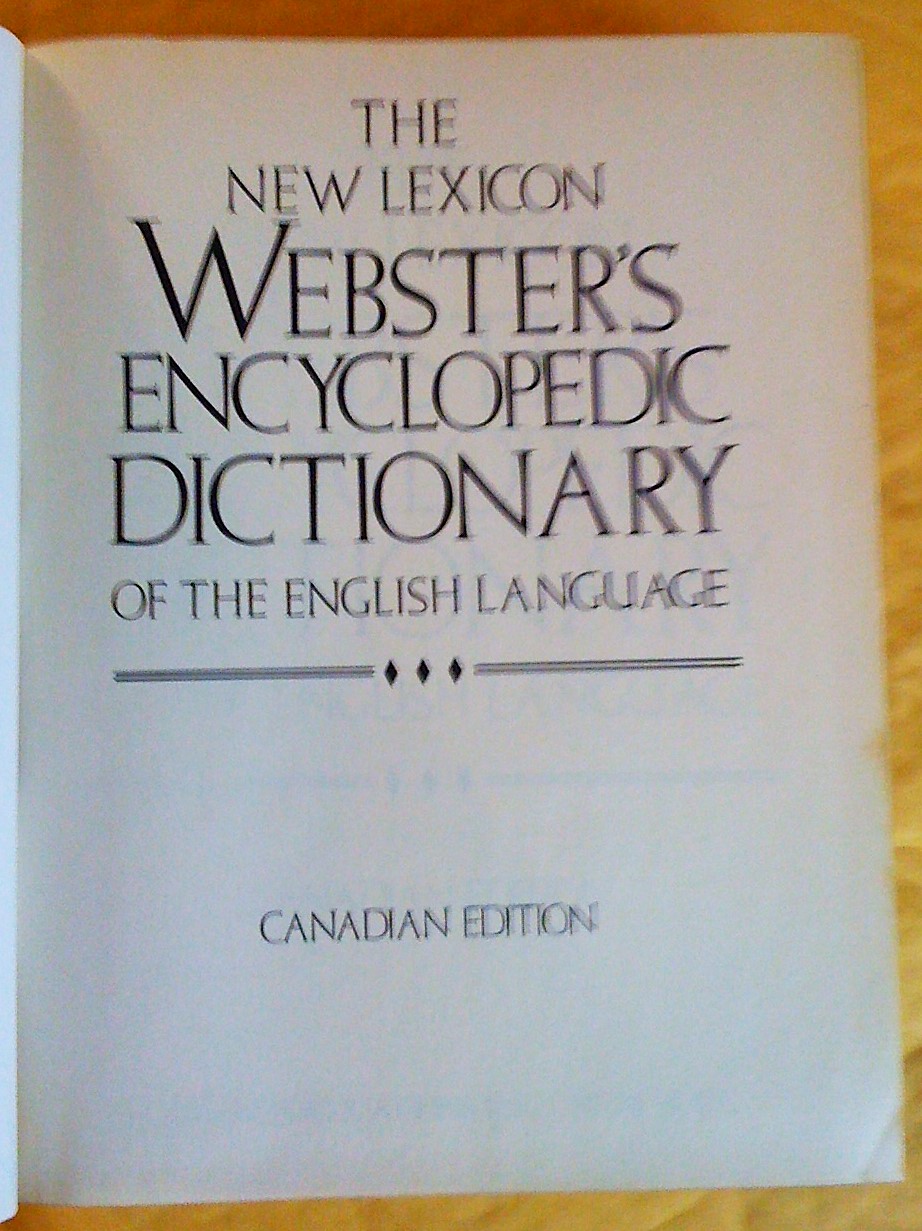 THE
NEW LEXICON
WEBSTER'S
ENCYCLOPEDIC
DICTIONARY
OF THE ENGLISH LANGUAGE
CANADIAN EDITION